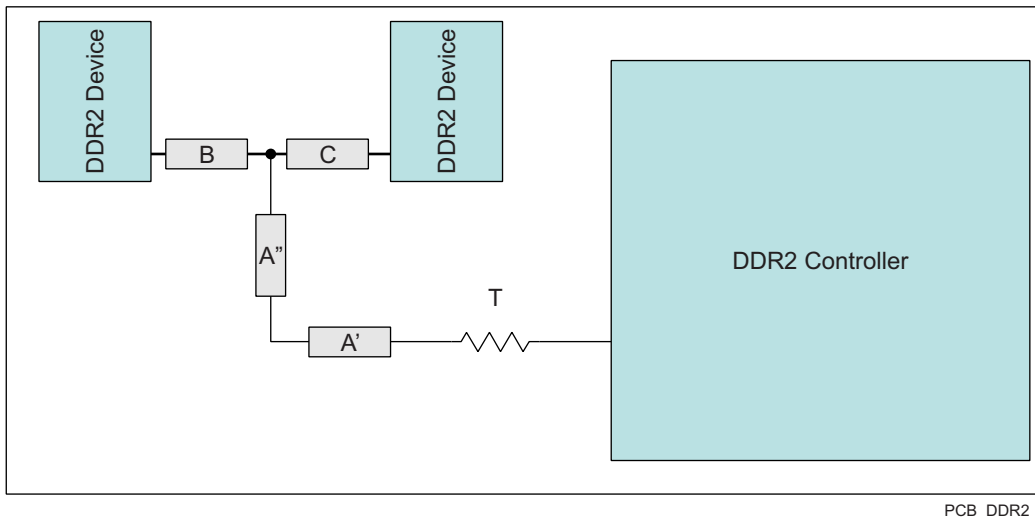 DDR2 Device
DDR2 Device
B
C
A”
T
A’
DDR2 Controller
PCB_DDR2